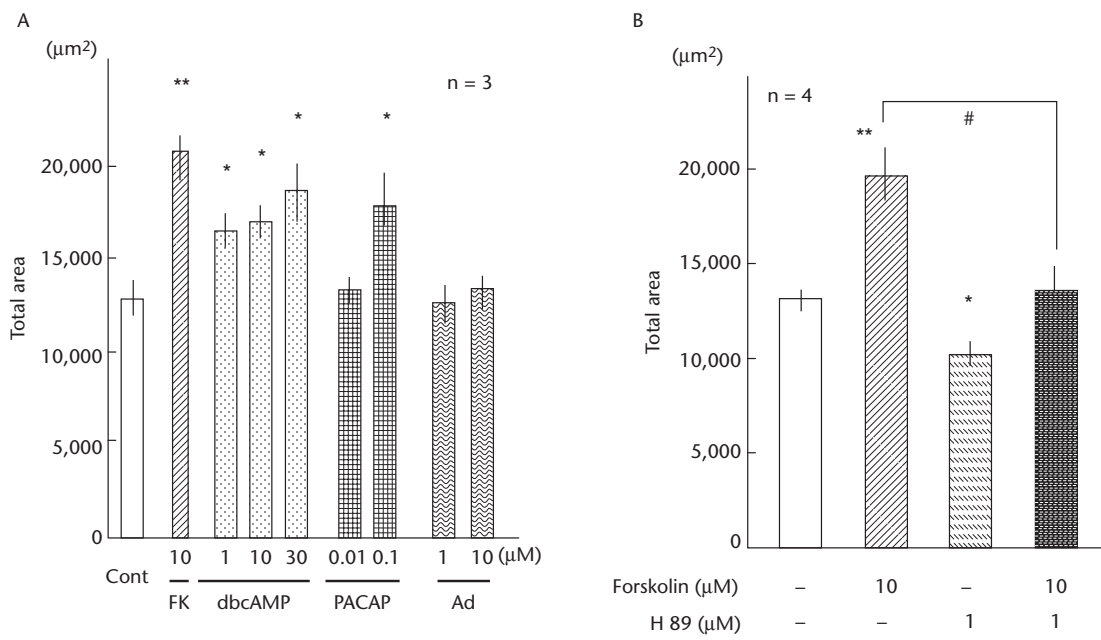 A
(μm²)
n = 3
**
*
*
*
*
20,000
15,000
10,000
5,000
0
Total area
Cont
10 1 10 30 0.01 0.1 1 10 (μM)
FK dbcAMP PACAP Ad
B
(μm²)
n = 4
**
#
*
20,000
15,000
10,000
5,000
0
Total area
Forskolin (μM) – 10 – 10
H 89 (μM) – – 1 1